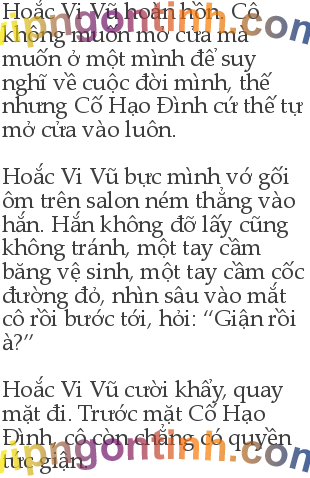 Hoắc Vi Vũ hoàn hồn. Cô
không muốn mở cửa mà
muốn ở một mình để suy
nghĩ về cuộc đời mình, thế
nhưng Cố Hạo Đình cứ thế tự
mở cửa vào luôn.
Hoắc Vi Vũ bực mình vớ gối
ôm trên salon ném thẳng vào
hắn. Hắn không đỡ lấy cũng
không tránh, một tay cầm
băng vệ sinh, một tay cầm cốc
đường đỏ, nhìn sâu vào mắt
cô rồi bước tới, hỏi: “Giận rồi
à?”
Hoắc Vi Vũ cười khẩy, quay
mặt đi. Trước mặt Cố Hạo
Đình, cô còn chẳng có quyền
tức giận.
vipngontinh.com
vipngontinh.com